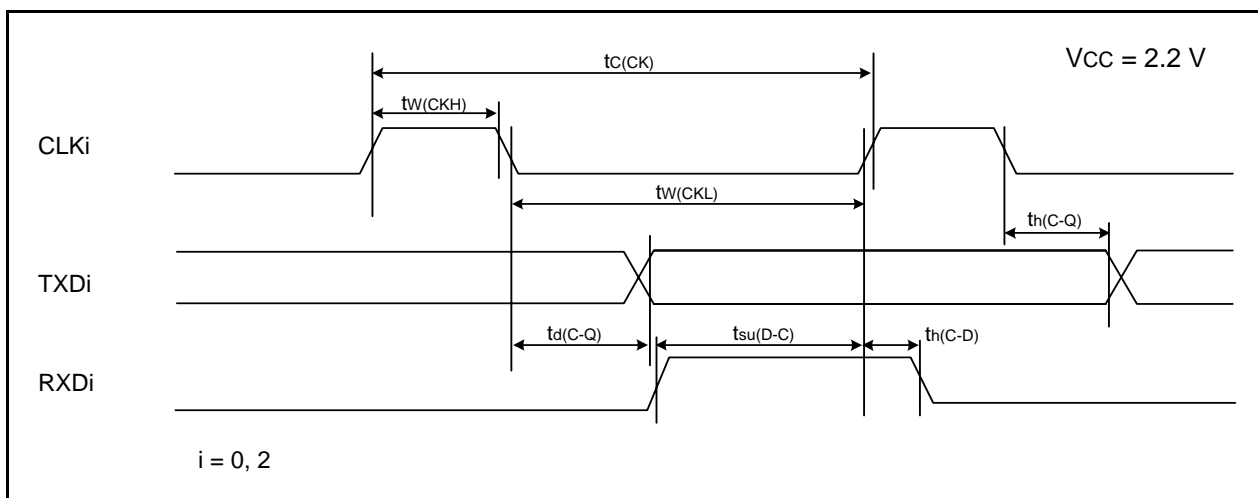 tC(CK)
VCC = 2.2 V
tW(CKH)
CLKi
tW(CKL)
th(C-Q)
TXDi
td(C-Q)
tsu(D-C)
th(C-D)
RXDi
i = 0, 2